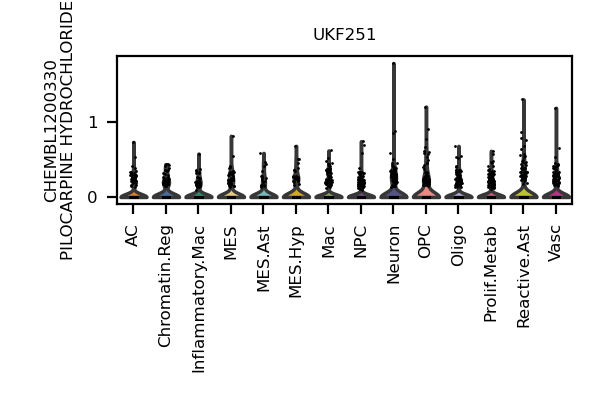 UKF251
CHEMBL1200330
PILOCARPINE HYDROCHLORIDE
1
0
AC
Chromatin.Reg
Inflammatory.Mac
MES
MES.Ast
MES.Hyp
Mac
NPC
Neuron
OPC
Oligo
Prolif.Metab
Reactive.Ast
Vasc